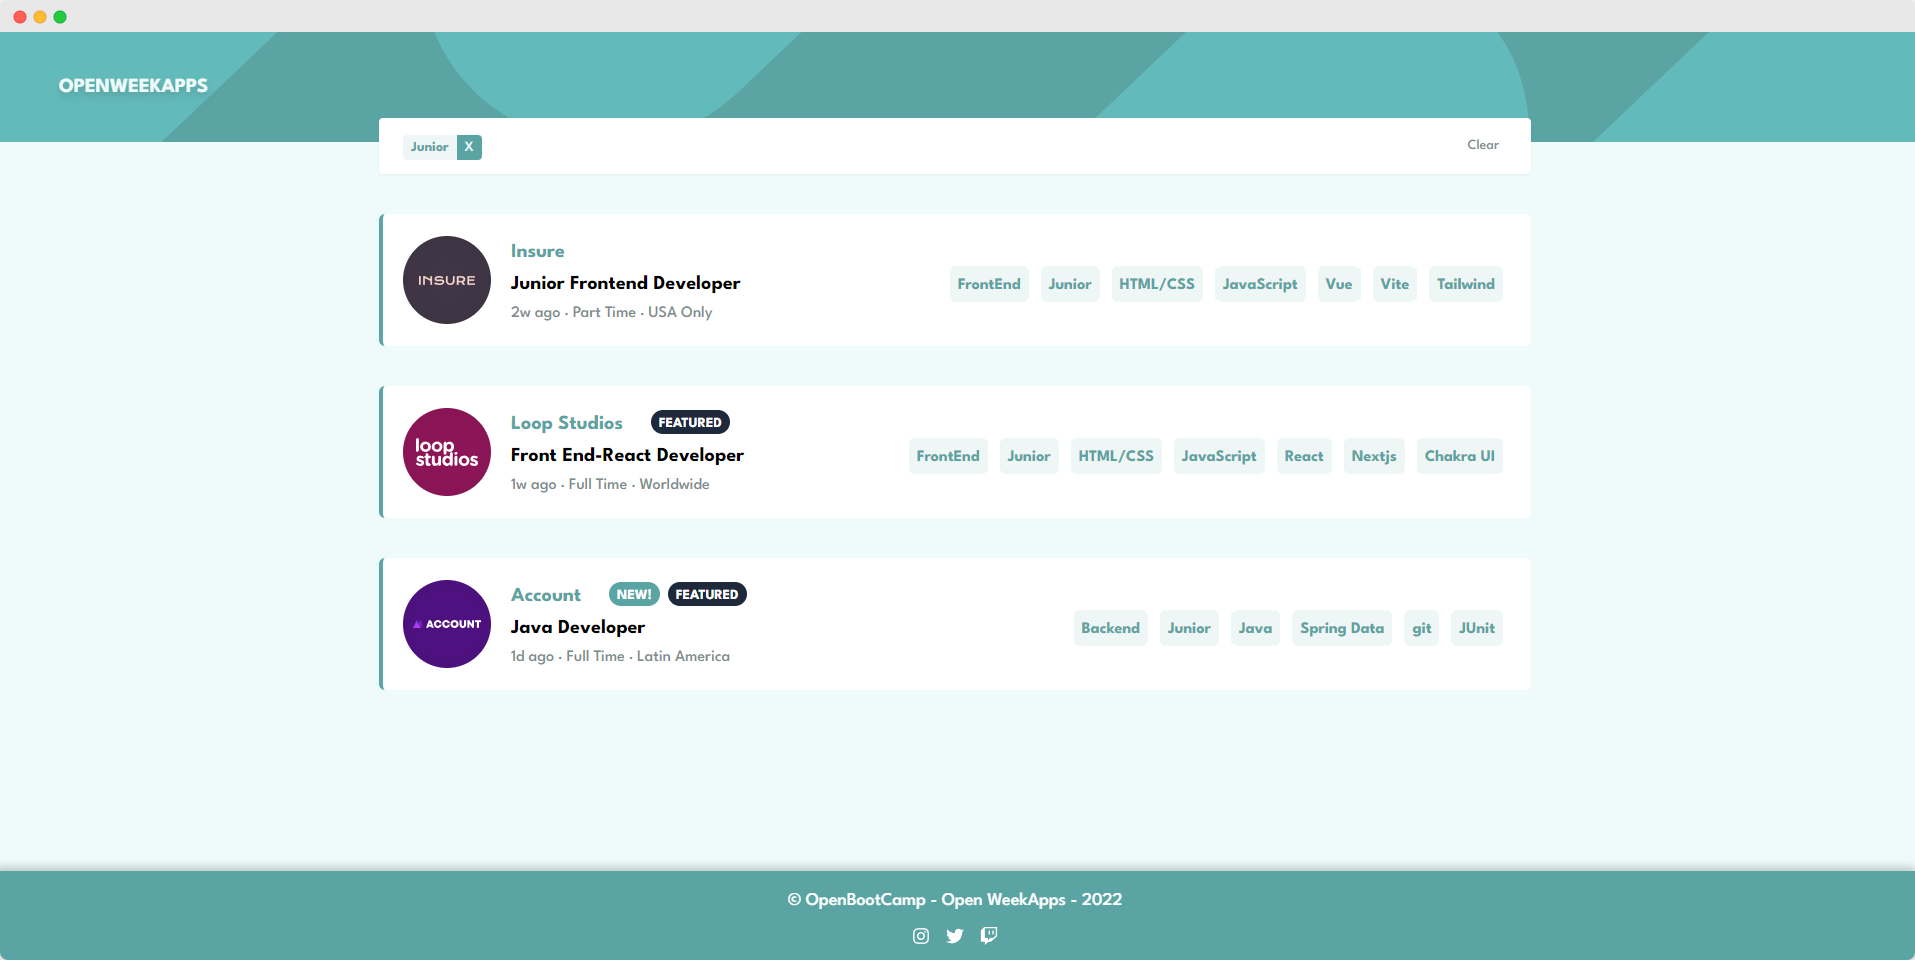 OPENWEEKAPPS
Junior X
Clear
INSURE
Insure
Junior Frontend Developer
2w ago · Part Time · USA Only
FrontEnd Junior HTML/CSS JavaScript Vue Vite Tailwind
loop
studios
Loop Studios FEATURED
Front End-React Developer
1w ago · Full Time · Worldwide
FrontEnd Junior HTML/CSS JavaScript React Nextjs Chakra UI
ACCOUNT
Account NEW! FEATURED
Java Developer
1d ago · Full Time · Latin America
Backend Junior Java Spring Data git JUnit
© OpenBootCamp - Open WeekApps - 2022